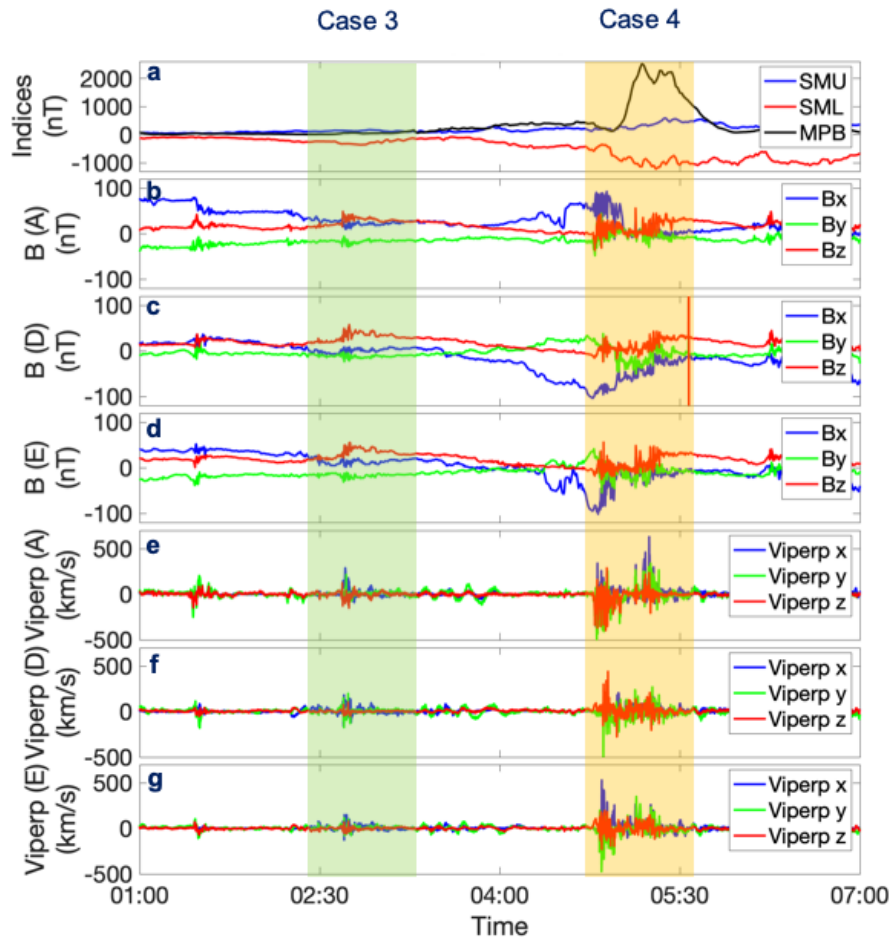 Case 3 Case 4
a
Indices
(nT)
2000
1000
0
-1000
SMU
SML
MPB
b
B (A)
(nT)
100
0
-100
Bx
By
Bz
c
B (D)
(nT)
100
0
-100
Bx
By
Bz
d
B (E)
(nT)
100
0
-100
Bx
By
Bz
e
Viperp (A)
(km/s)
500
0
-500
Viperp x
Viperp y
Viperp z
f
Viperp (D)
(km/s)
500
0
-500
Viperp x
Viperp y
Viperp z
g
Viperp (E)
(km/s)
500
0
-500
Viperp x
Viperp y
Viperp z
01:00 02:30 04:00 05:30 07:00
Time